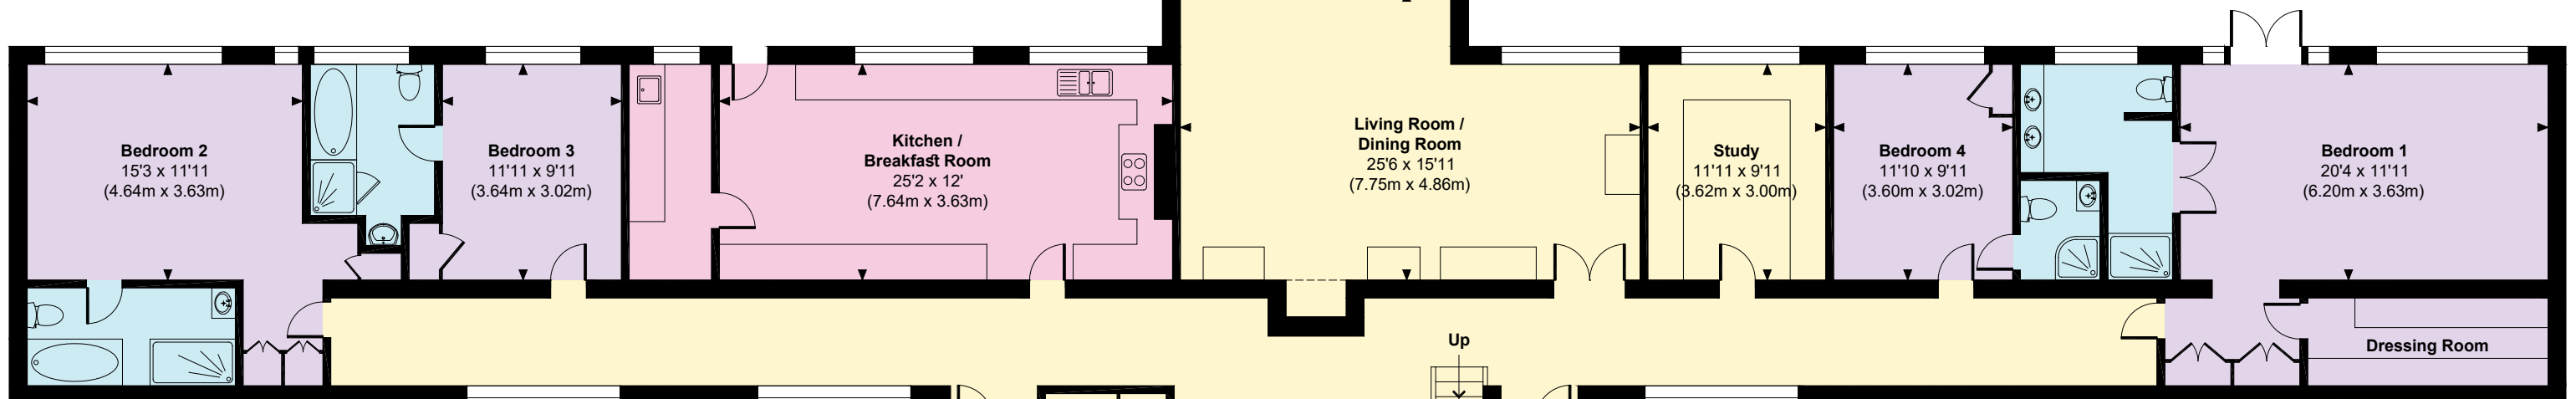 Bedroom 2
15'3 x 11'11
(4.64m x 3.63m)
Bedroom 3
11'11 x 9'11
(3.64m x 3.02m)
Kitchen /
Breakfast Room
25'2 x 12'
(7.64m x 3.63m)
Living Room /
Dining Room
25'6 x 15'11
(7.75m x 4.86m)
Study
11'11 x 9'11
(3.62m x 3.00m)
Bedroom 4
11'10 x 9'11
(3.60m x 3.02m)
Bedroom 1
20'4 x 11'11
(6.20m x 3.63m)
Up
Dressing Room